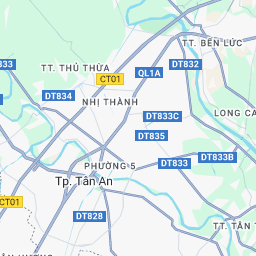 TT. BẾN LỨC
DT832
TT. THỦ THỪA
QL1A
CT01
DT834
NHỊ THÀNH
DT833C
LONG CA
DT835
DT833
DT833B
PHƯỜNG 5
Tp. Tân An
CT01
DT828
TT. TÂN T